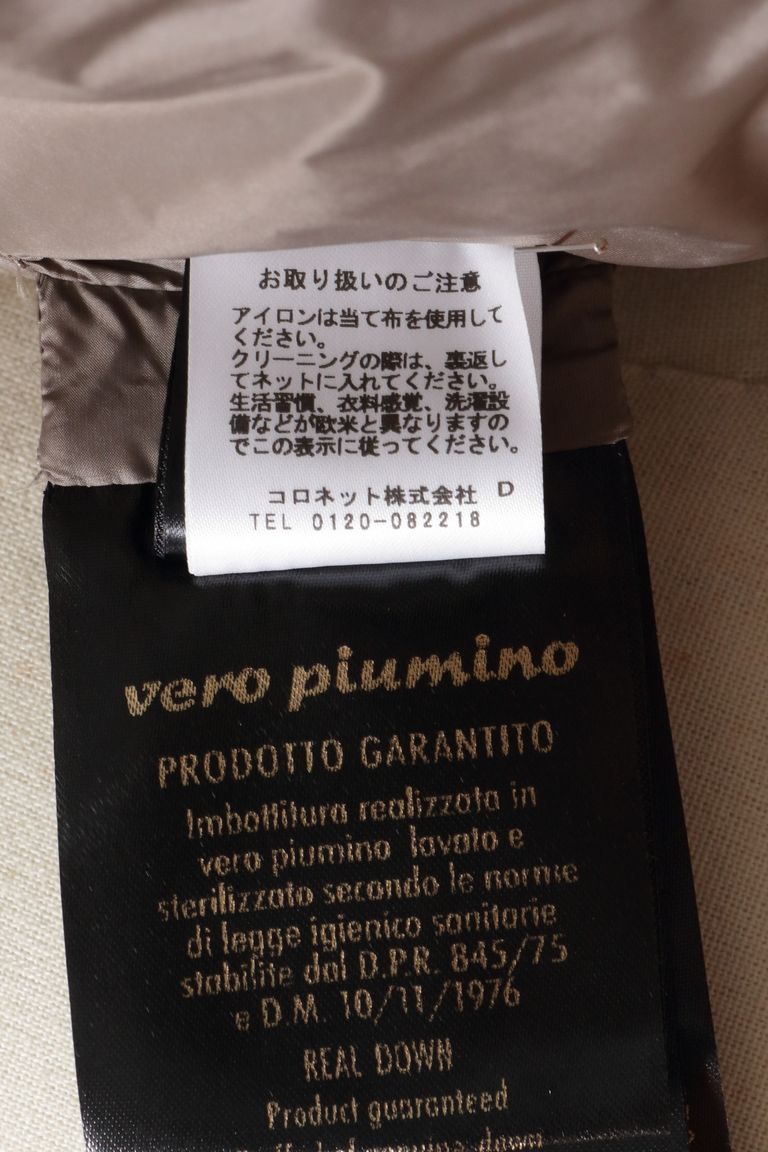 お取り扱いのご注意
アイロンは当て布を使用して
ください。
クリーニングの際は、裏返し
てネットに入れてください。
生活習慣、衣料感覚、洗濯設
備などが欧米と異なりますの
でこの表示に従ってください。
コロネット株式会社 D
TEL 0120-082218
vero piumino
PRODOTTO GARANTITO
Imbottitura realizzata in
vero piumino lavato e
sterilizzato secondo le norme
di legge igienico sanitarie
stabilite dal D.P.R. 845/75
e D.M. 10/11/1976
REAL DOWN
Product guaranteed
genuine down